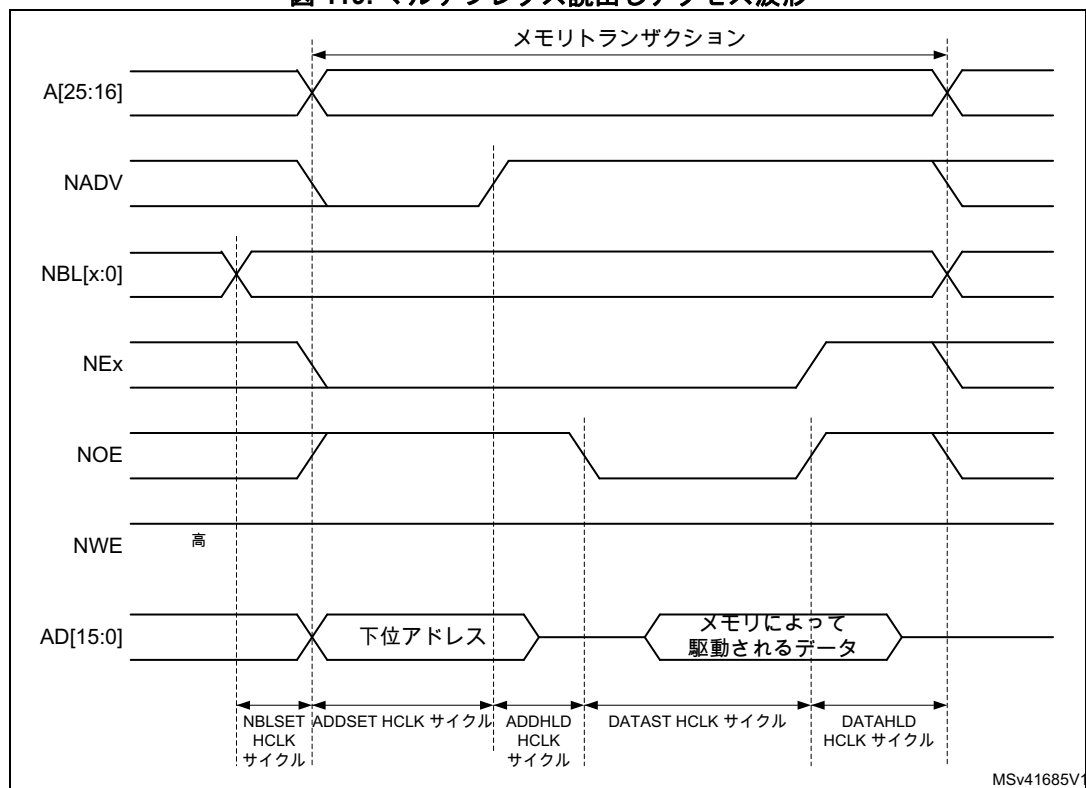 メモリトランザクション
A[25:16]
NADV
NBL[x:0]
NEx
NOE
NWE
高
AD[15:0]
下位アドレス
メモリによって
駆動されるデータ
NBLSET
HCLK
サイクル
ADDSET HCLK サイクル
ADDHLD
HCLK
サイクル
DATAST HCLK サイクル
DATAHLD
HCLK サイクル
MSv41685V1